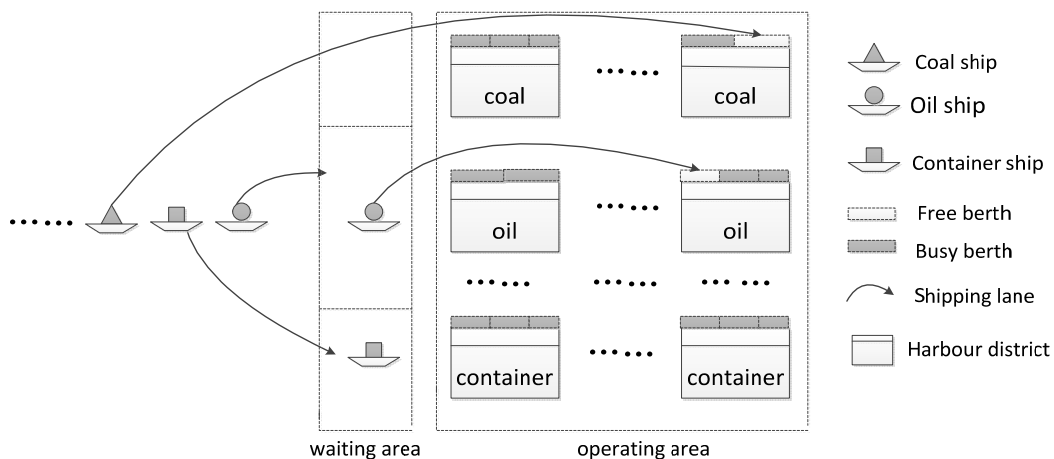 coal
coal
oil
oil
container
container
waiting area
operating area
Coal ship
Oil ship
Container ship
Free berth
Busy berth
Shipping lane
Harbour district